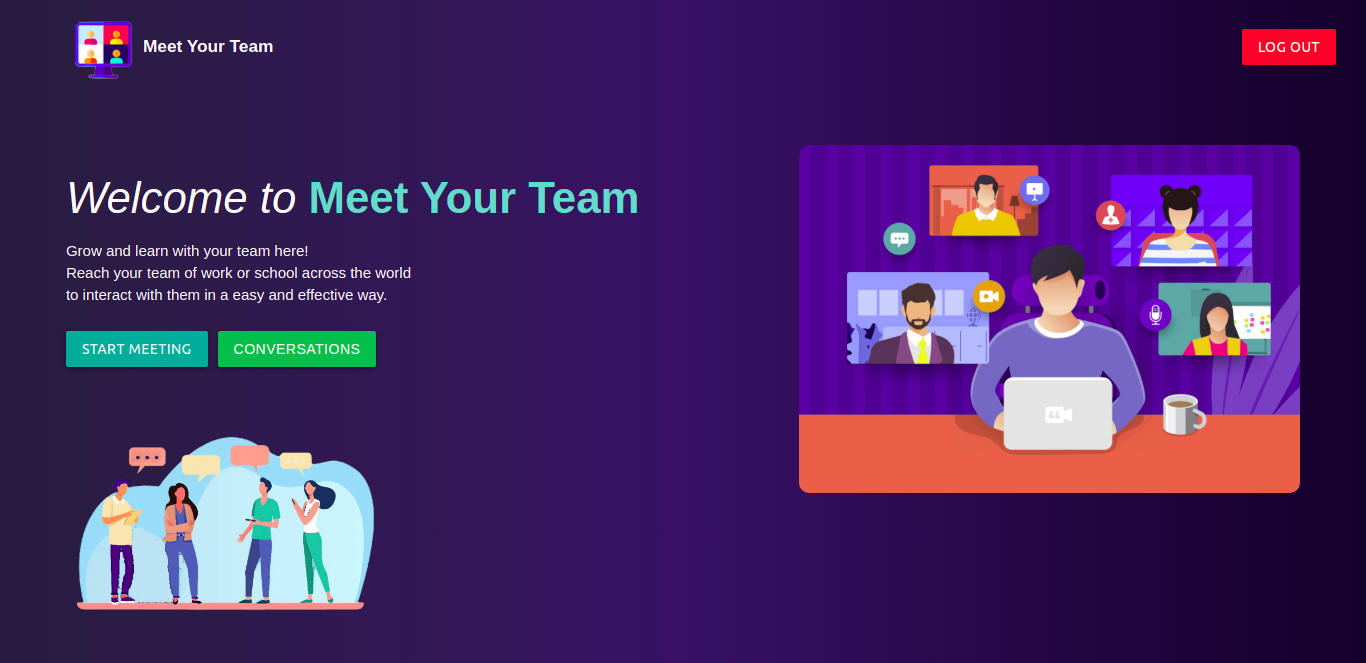 Meet Your Team
LOG OUT
Welcome to Meet Your Team
Grow and learn with your team here!
Reach your team of work or school across the world
to interact with them in a easy and effective way.
START MEETING
CONVERSATIONS